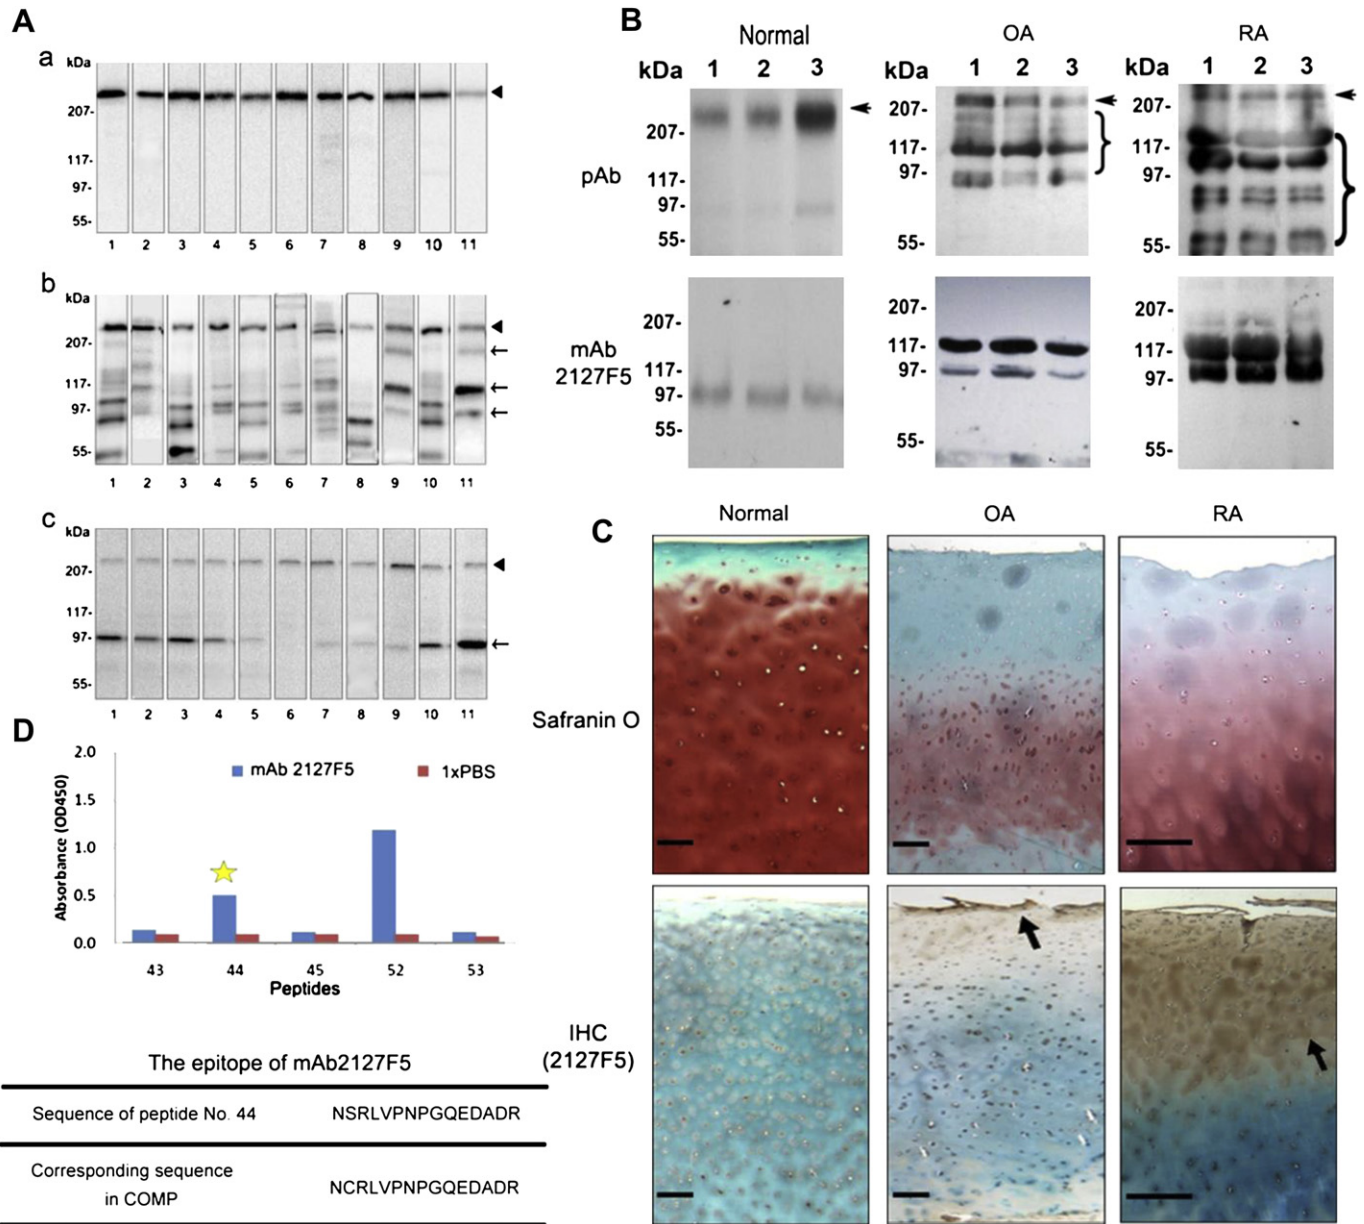 A
a
kDa
207-
117-
97-
55-
1 2 3 4 5 6 7 8 9 10 11
b
kDa
207-
117-
97-
55-
1 2 3 4 5 6 7 8 9 10 11
c
kDa
207-
117-
97-
55-
1 2 3 4 5 6 7 8 9 10 11
B
Normal OA RA
kDa 1 2 3 kDa 1 2 3 kDa 1 2 3
pAb
207-
117-
97-
55-
207-
117-
97-
55-
207-
117-
97-
55-
mAb
2127F5
207-
117-
97-
55-
207-
117-
97-
55-
207-
117-
97-
55-
C
Normal OA RA
Safranin O
IHC
(2127F5)
D
mAb 2127F5 1xPBS
Absorbance (OD450)
2.0
1.5
1.0
0.5
0.0
43 44 45 52 53
Peptides
The epitope of mAb2127F5
Sequence of peptide No. 44 NSRLVPNPGQEDADR
Corresponding sequence
in COMP NCRLVPNPGQEDADR